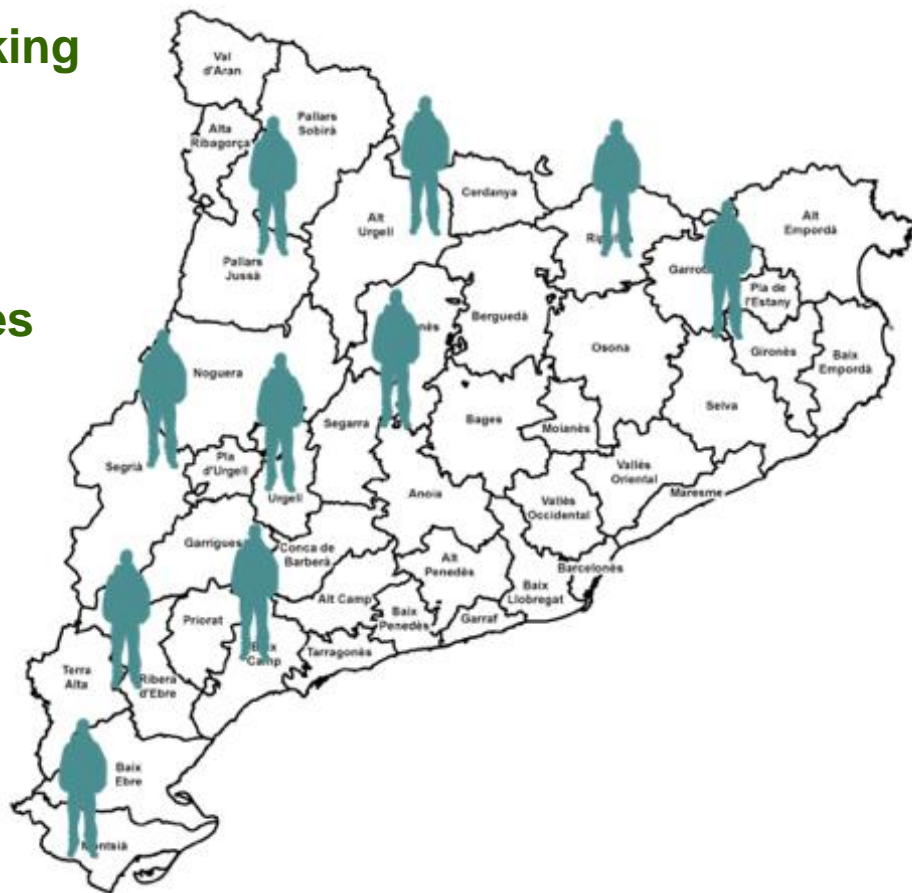 king
Val
d'Aran
Pallars
Sobirà
Alta
Ribagorça
Cerdanya
Alt
Urgell
Alt
Empordà
Pallars
Jussà
Pla de
l'Estany
es
Berguedà
Osona
Gironès
Baix
Empordà
Noguera
Segarra
Bages
Moianès
Selva
Segrià
Pla
d'Urgell
Urgell
Anoia
Vallès
Oriental
Maresme
Vallès
Occidental
Garrigues
Conca de
Barberà
Alt
Penedès
Barcelonès
Baix
Llobregat
Alt Camp
Baix
Penedès
Garraf
Priorat
Camp
Tarragonès
Terra
Alta
Ribera
d'Ebre
Baix
Ebre